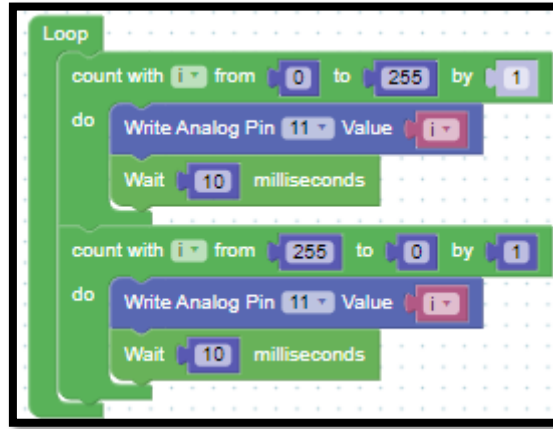 Loop
count with i from 0 to 255 by 1
do Write Analog Pin 11 Value i
Wait 10 milliseconds
count with i from 255 to 0 by 1
do Write Analog Pin 11 Value i
Wait 10 milliseconds